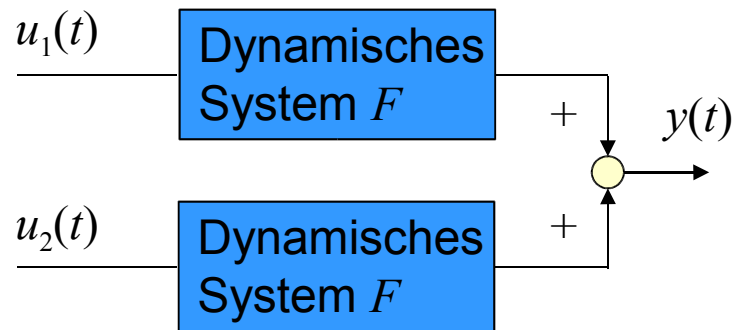 u₁(t)
Dynamisches
System F
+
y(t)
+
u₂(t)
Dynamisches
System F